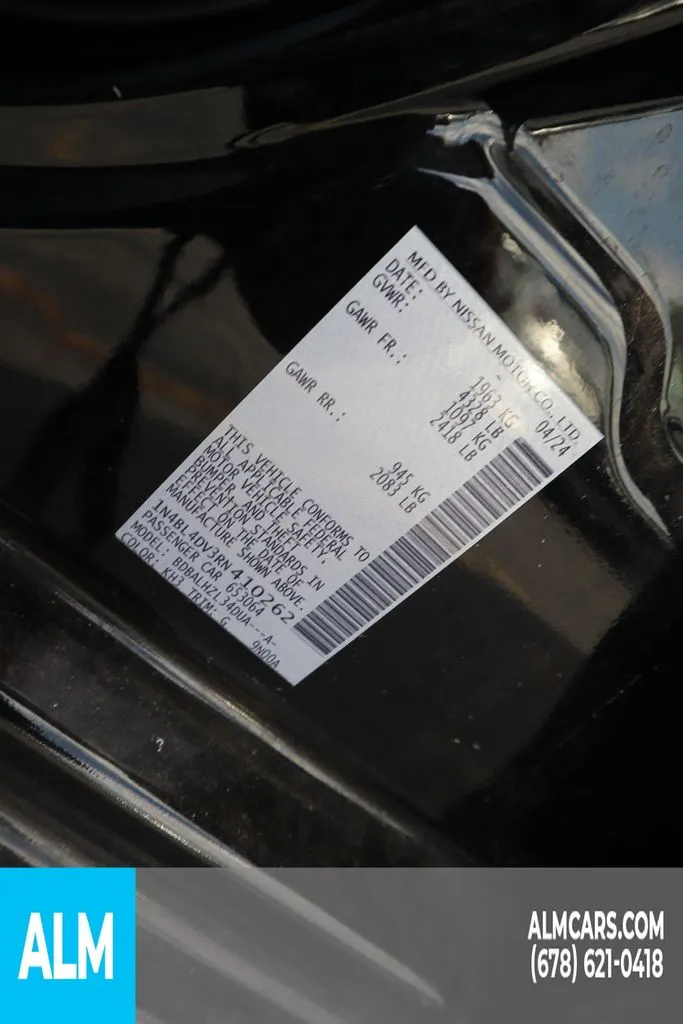 MFD BY NISSAN MOTOR CO., LTD.
DATE: 04/24
GVWR: 1963 KG
4328 LB
GAWR FR.: 1097 KG
2418 LB
GAWR RR.: 945 KG
2083 LB
THIS VEHICLE CONFORMS TO
ALL APPLICABLE FEDERAL
MOTOR VEHICLE SAFETY,
BUMPER, AND THEFT
PREVENTION STANDARDS IN
EFFECT ON THE DATE OF
MANUFACTURE SHOWN ABOVE.
1N4BL4DV3RN410262
PASSENGER CAR 653064
MODEL: BDBALHZL34DUA---A-
COLOR: KH3 TRIM: G 9N00A
ALM
ALMCARS.COM
(678) 621-0418